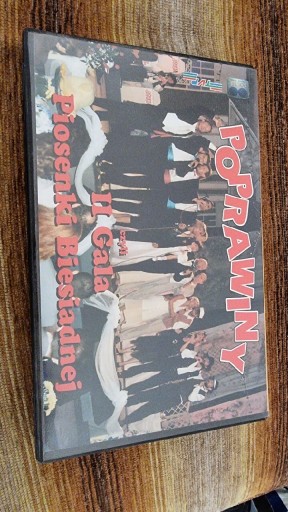 POPRAWINY
czyli
II Gala
Piosenki Biesiadnej